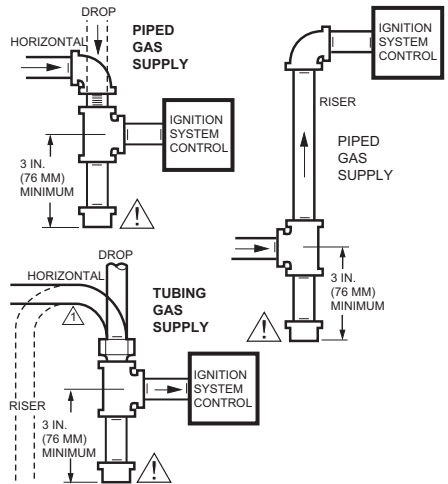 DROP
HORIZONTAL
PIPED
GAS
SUPPLY
IGNITION
SYSTEM
CONTROL
3 IN.
(76 MM)
MINIMUM
!
IGNITION
SYSTEM
CONTROL
RISER
PIPED
GAS
SUPPLY
3 IN.
(76 MM)
MINIMUM
!
DROP
HORIZONTAL
TUBING
GAS
SUPPLY
1
IGNITION
SYSTEM
CONTROL
RISER
3 IN.
(76 MM)
MINIMUM
!